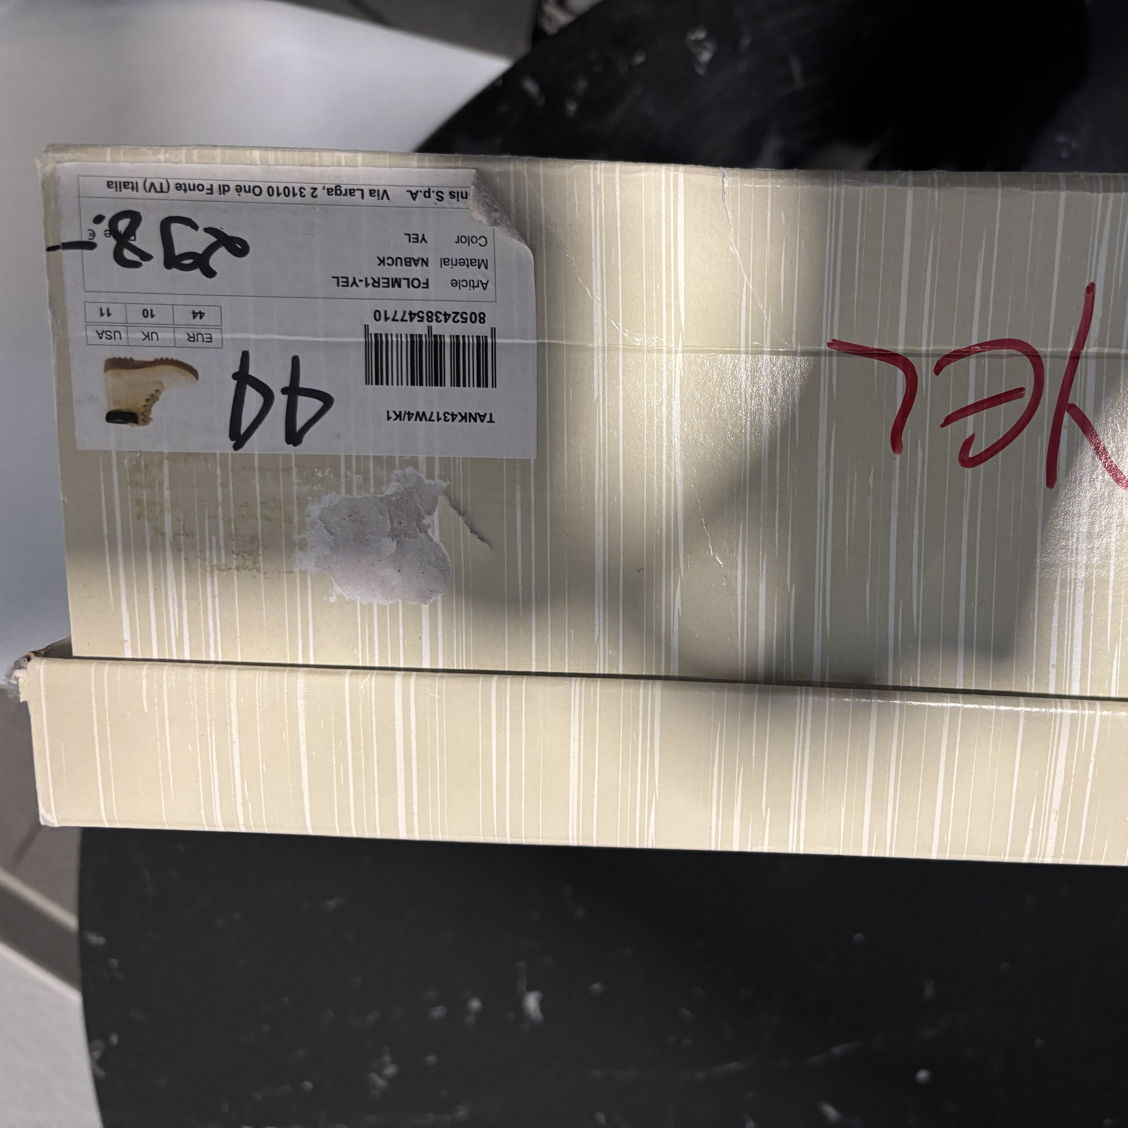 YEL
TANK4317W4/K1
44
EUR UK USA
44 10 11
8052438547710
Article FOLMER1-YEL
Material NABUCK
Color YEL
€
298.-
nis S.p.A. Via Larga, 2 31010 Onè di Fonte (TV) Italia